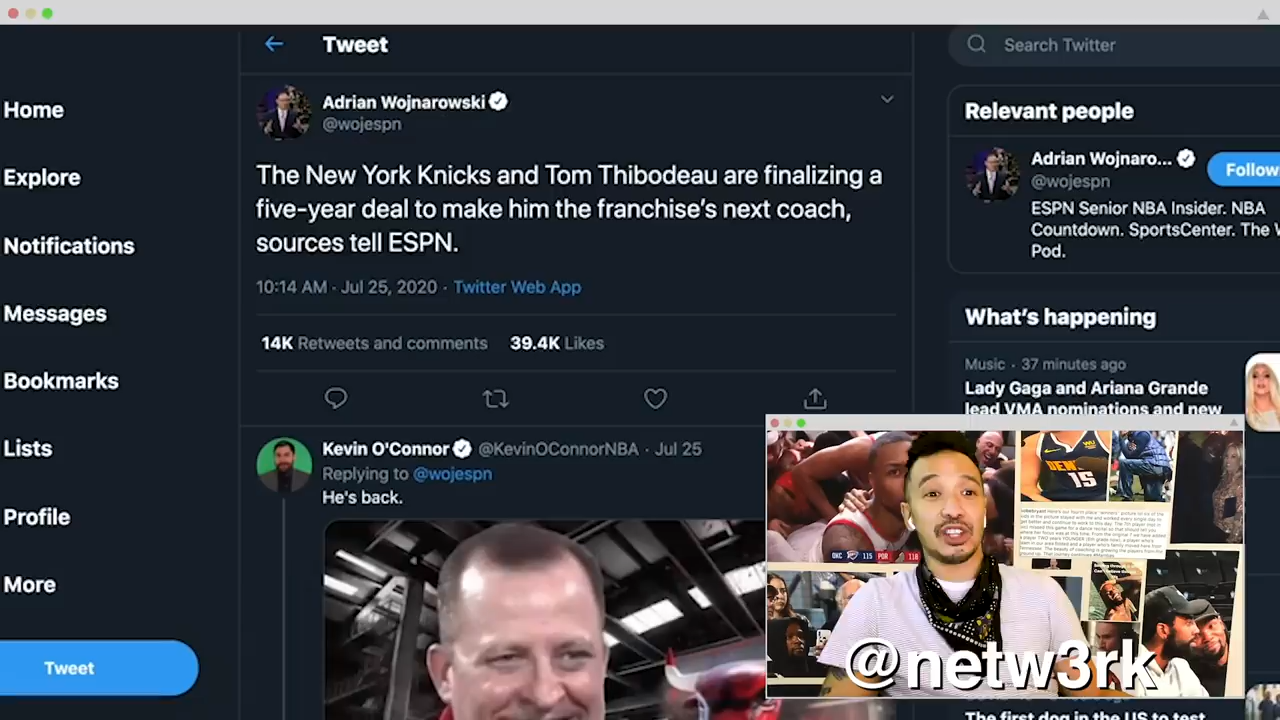 Tweet
Search Twitter
Home
Explore
Notifications
Messages
Bookmarks
Lists
Profile
More
Tweet
Adrian Wojnarowski
@wojespn
The New York Knicks and Tom Thibodeau are finalizing a
five-year deal to make him the franchise's next coach,
sources tell ESPN.
10:14 AM · Jul 25, 2020 · Twitter Web App
14K Retweets and comments 39.4K Likes
Kevin O'Connor @KevinOConnorNBA · Jul 25
Replying to @wojespn
He's back.
Relevant people
Adrian Wojnaro...
@wojespn
Follow
ESPN Senior NBA Insider. NBA
Countdown. SportsCenter. The
Pod.
What's happening
Music · 37 minutes ago
Lady Gaga and Ariana Grande
lead VMA nominations and new
OKC 115 POR 118
15
@netw3rk
The first dog in the US to test